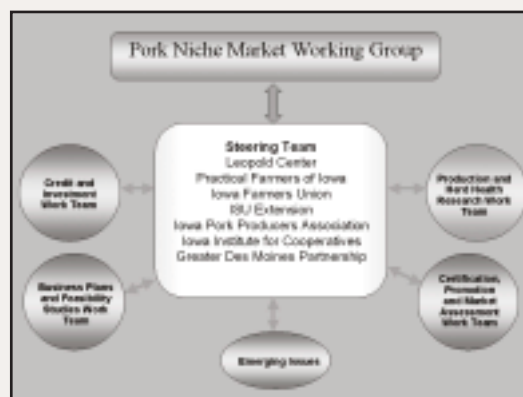 Pork Niche Market Working Group
Steering Team
Leopold Center
Practical Farmers of Iowa
Iowa Farmers Union
ISU Extension
Iowa Pork Producers Association
Iowa Institute for Cooperatives
Greater Des Moines Partnership
Credit and
Investment
Work Team
Business Plans
and Feasibility
Studies Work
Team
Emerging Issues
Production and
Herd Health
Research Work
Team
Certification,
Promotion
and Market
Assessment
Work Team